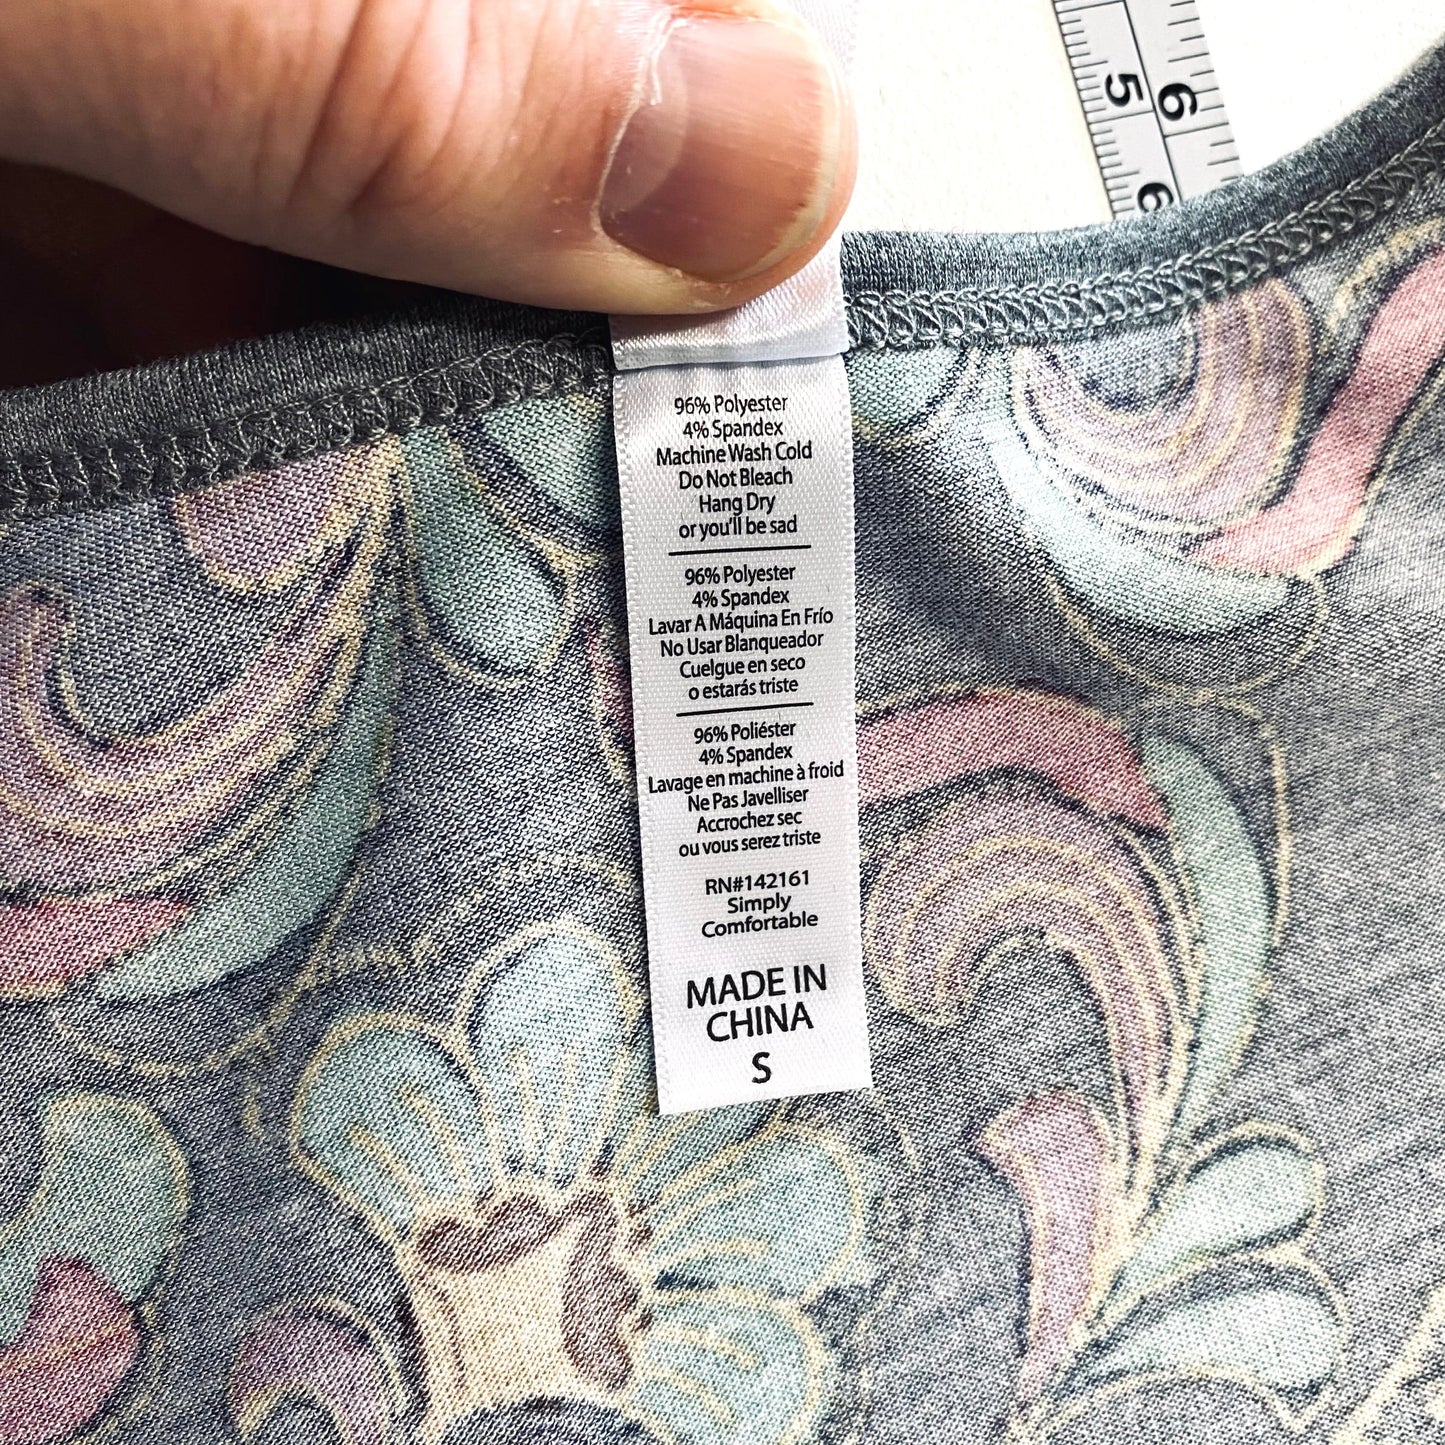 5
6
6
96% Polyester
4% Spandex
Machine Wash Cold
Do Not Bleach
Hang Dry
or you'll be sad
96% Polyester
4% Spandex
Lavar A Máquina En Frío
No Usar Blanqueador
Cuelgue en seco
o estarás triste
96% Poliéster
4% Spandex
Lavage en machine à froid
Ne Pas Javelliser
Accrochez sec
ou vous serez triste
RN#142161
Simply
Comfortable
MADE IN
CHINA
S